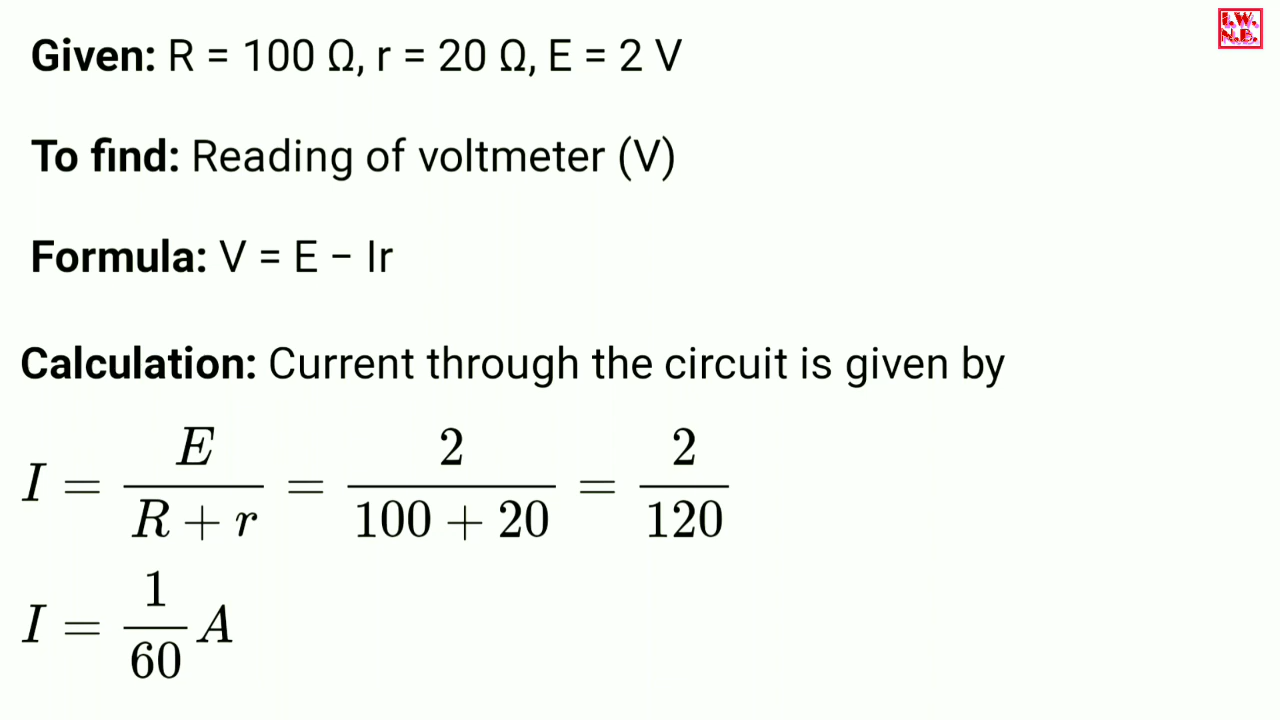 I.W.
N.B.
Given: R = 100 Ω, r = 20 Ω, E = 2 V
To find: Reading of voltmeter (V)
Formula: V = E − Ir
Calculation: Current through the circuit is given by
I = E/(R + r) = 2/(100 + 20) = 2/120
I = 1/60 A